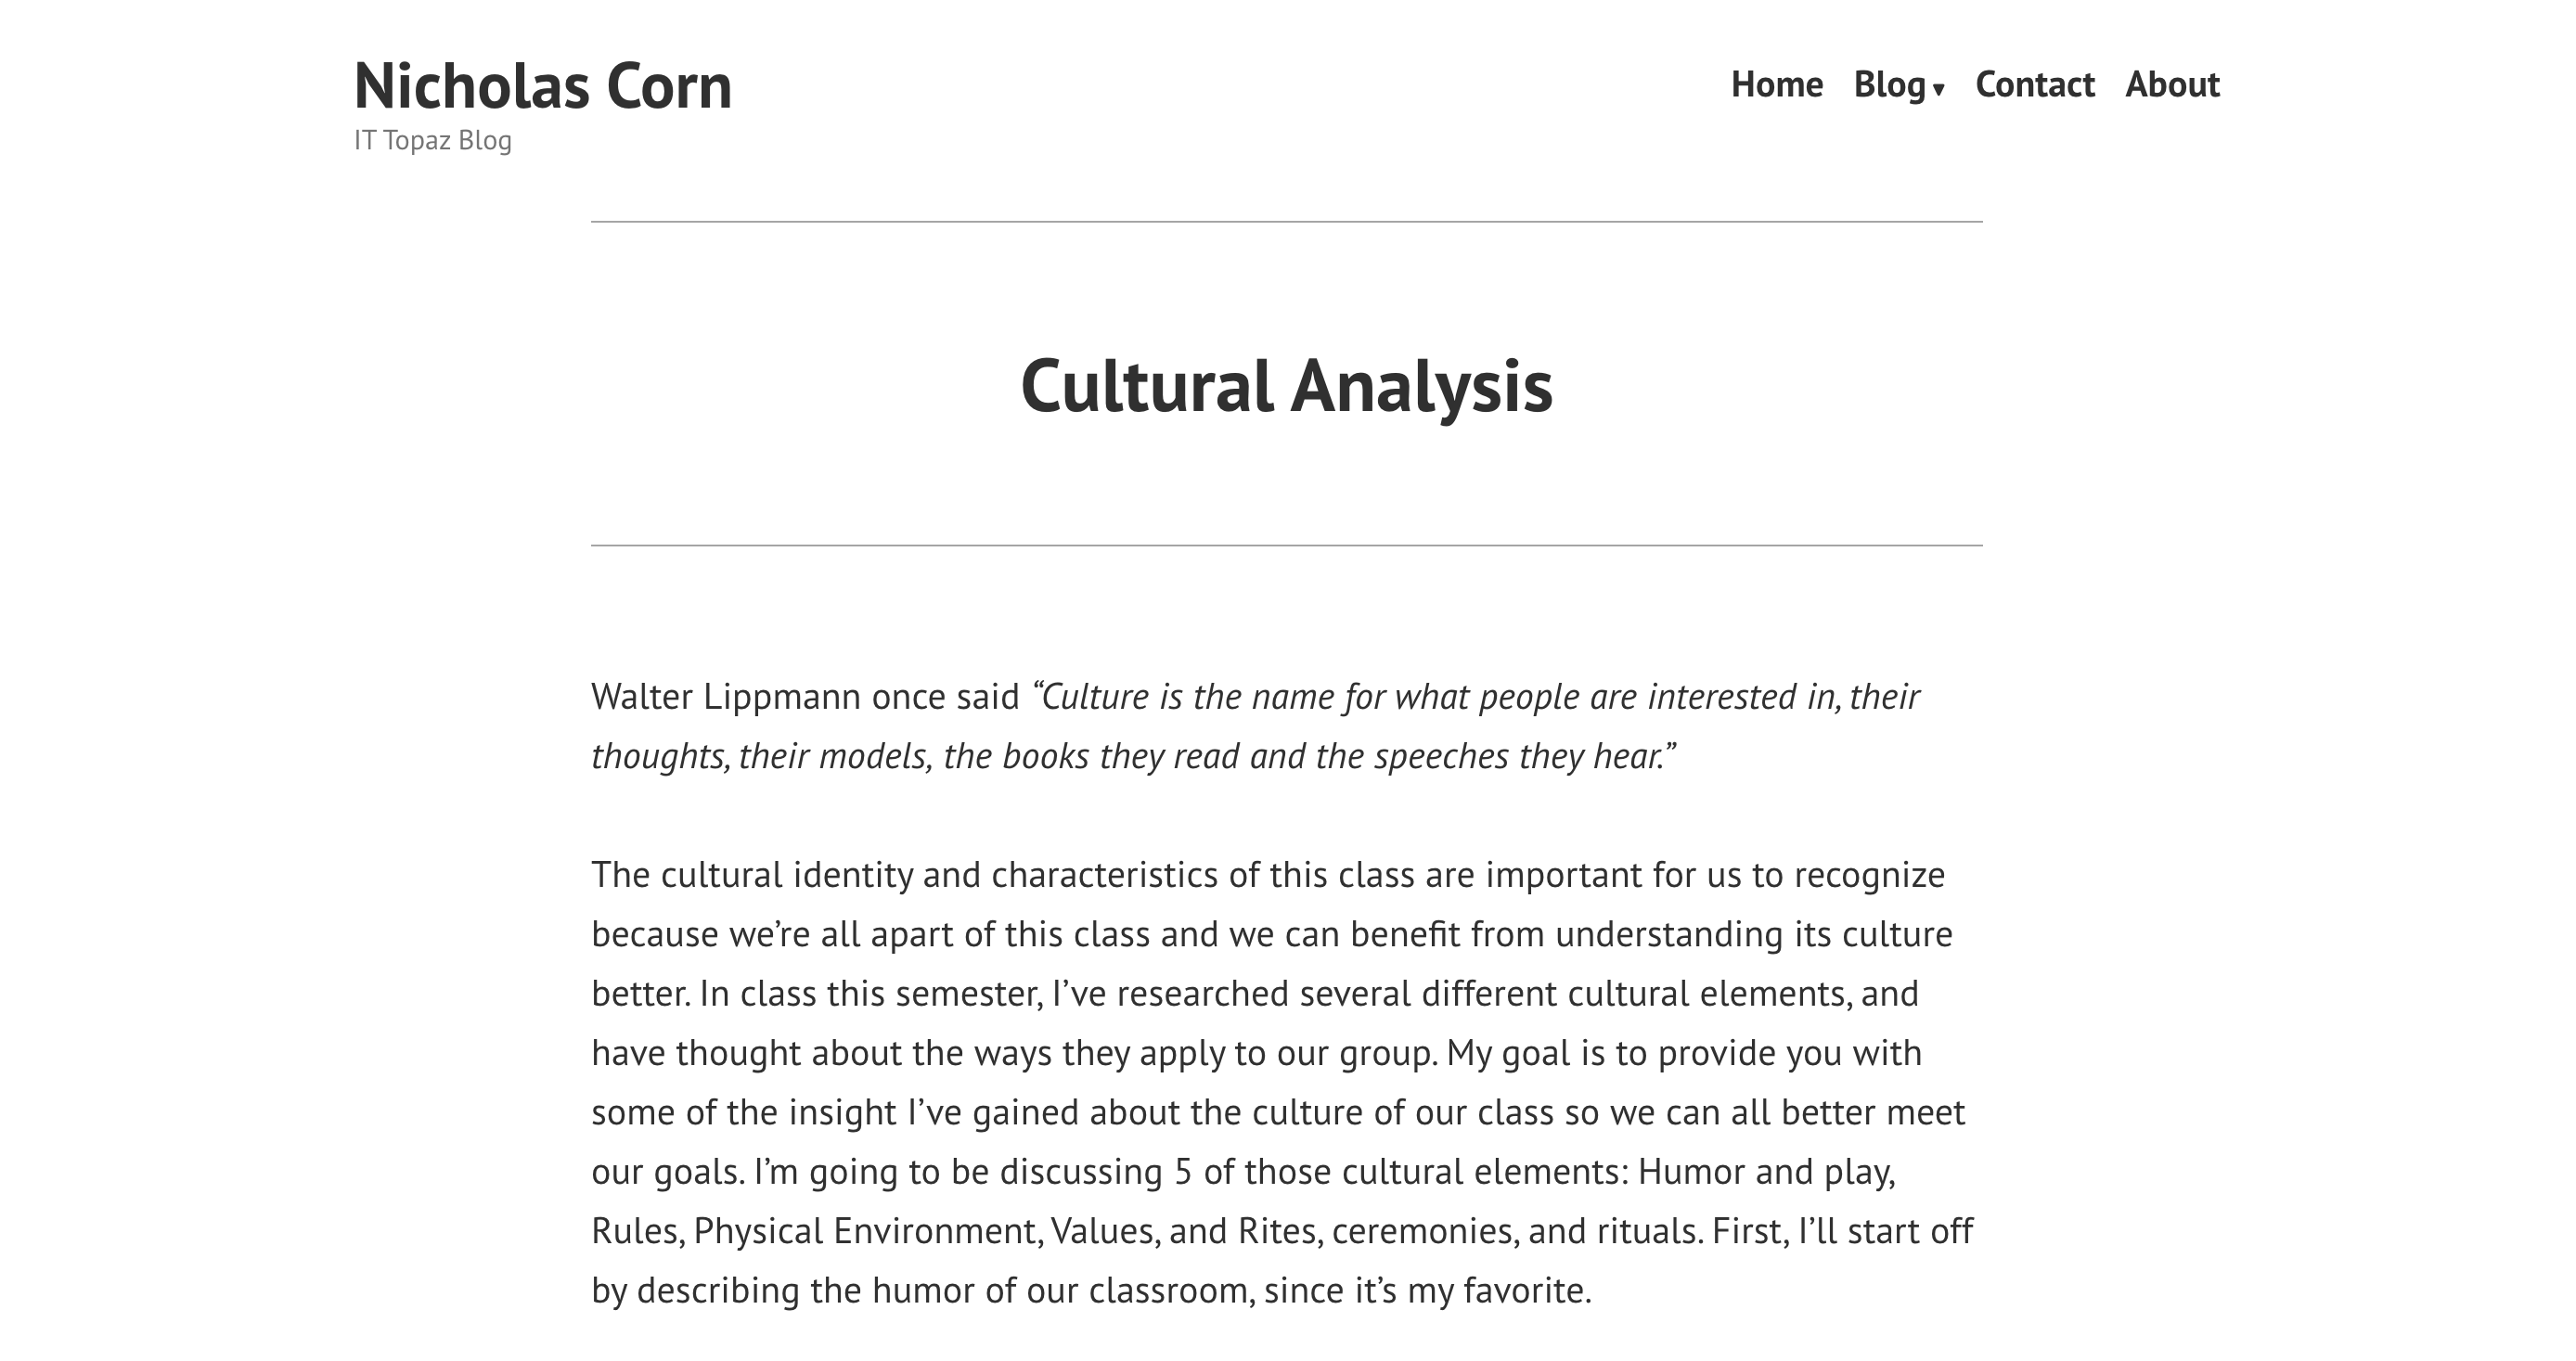 Nicholas Corn
IT Topaz Blog
Home Blog ▾ Contact About
Cultural Analysis
Walter Lippmann once said “Culture is the name for what people are interested in, their
thoughts, their models, the books they read and the speeches they hear.”
The cultural identity and characteristics of this class are important for us to recognize
because we’re all apart of this class and we can benefit from understanding its culture
better. In class this semester, I’ve researched several different cultural elements, and
have thought about the ways they apply to our group. My goal is to provide you with
some of the insight I’ve gained about the culture of our class so we can all better meet
our goals. I’m going to be discussing 5 of those cultural elements: Humor and play,
Rules, Physical Environment, Values, and Rites, ceremonies, and rituals. First, I’ll start off
by describing the humor of our classroom, since it’s my favorite.